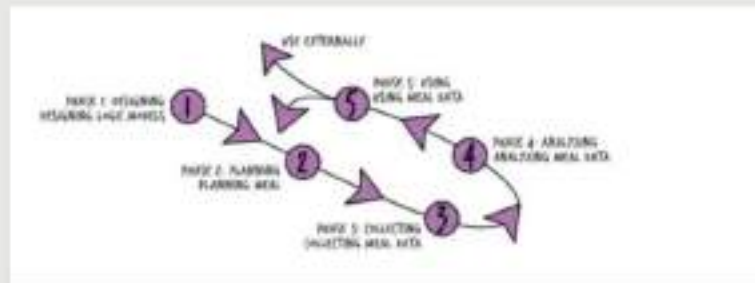 USE EXTERNALLY
PHASE 5: USING
USING MEAL DATA
5
PHASE 1: DESIGNING
DESIGNING LOGIC MODELS
1
PHASE 4: ANALYSING
ANALYSING MEAL DATA
4
2
PHASE 2: PLANNING
PLANNING MEAL
3
PHASE 3: COLLECTING
COLLECTING MEAL DATA